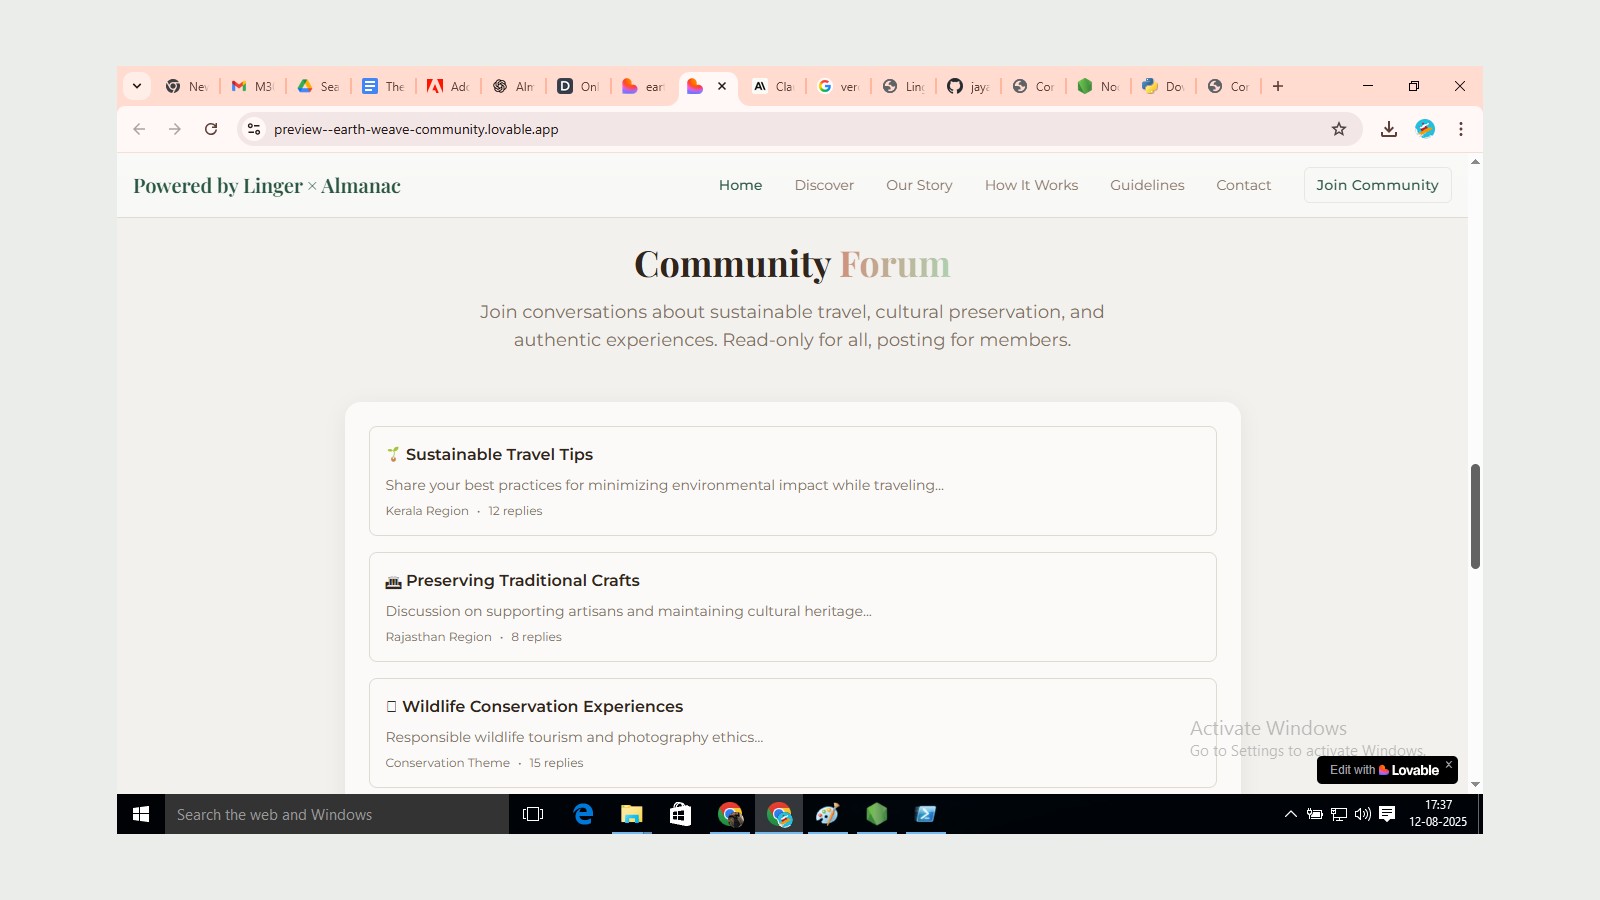 New
M3
Sea
The
Ado
Alm
Onl
eart
Cla
ver
Ling
jaya
Cor
No
Dov
Cor
preview--earth-weave-community.lovable.app
Powered by Linger × Almanac
Home
Discover
Our Story
How It Works
Guidelines
Contact
Join Community
Community Forum
Join conversations about sustainable travel, cultural preservation, and
authentic experiences. Read-only for all, posting for members.
Sustainable Travel Tips
Share your best practices for minimizing environmental impact while traveling...
Kerala Region • 12 replies
Preserving Traditional Crafts
Discussion on supporting artisans and maintaining cultural heritage...
Rajasthan Region • 8 replies
Wildlife Conservation Experiences
Responsible wildlife tourism and photography ethics...
Conservation Theme • 15 replies
Activate Windows
Go to Settings to activate Windows.
Edit with Lovable x
Search the web and Windows
17:37
12-08-2025